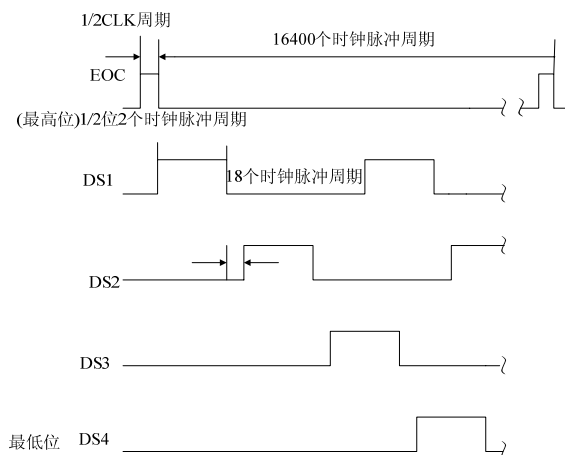 1/2CLK周期
16400个时钟脉冲周期
EOC
(最高位)1/2位2个时钟脉冲周期
18个时钟脉冲周期
DS1
DS2
DS3
最低位 DS4